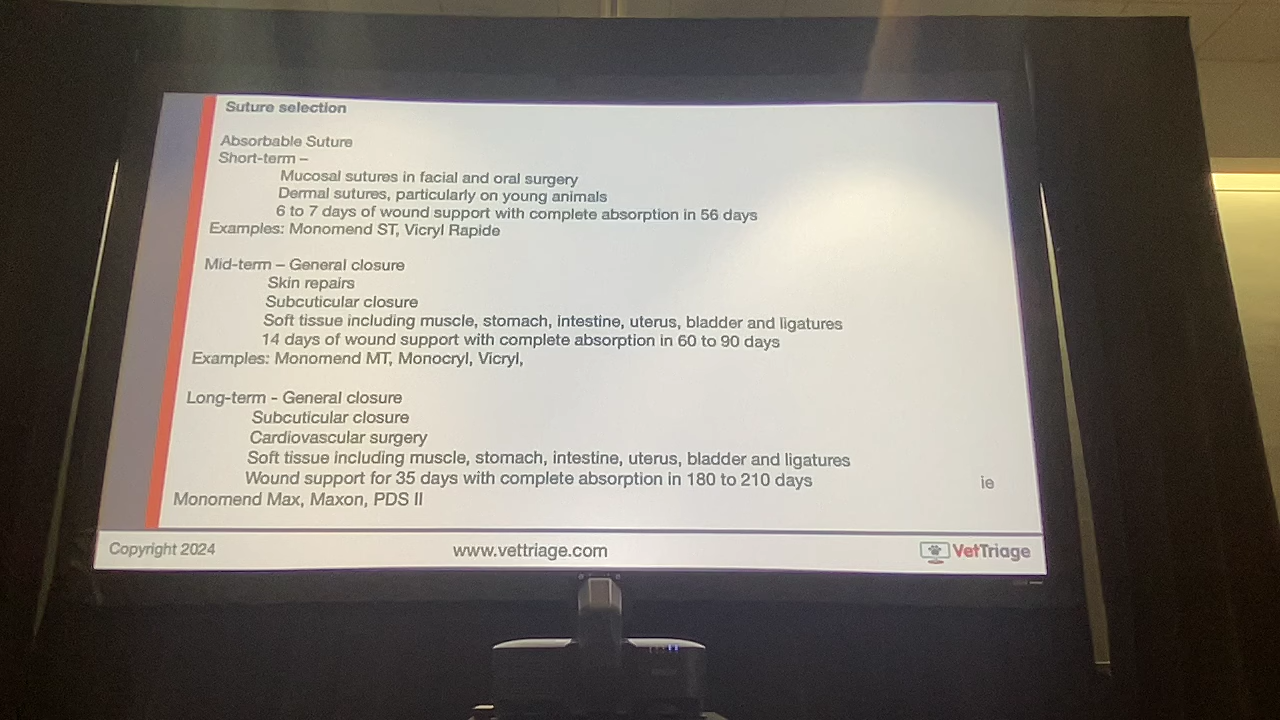 Suture selection
Absorbable Suture
Short-term –
Mucosal sutures in facial and oral surgery
Dermal sutures, particularly on young animals
6 to 7 days of wound support with complete absorption in 56 days
Examples: Monomend ST, Vicryl Rapide
Mid-term – General closure
Skin repairs
Subcuticular closure
Soft tissue including muscle, stomach, intestine, uterus, bladder and ligatures
14 days of wound support with complete absorption in 60 to 90 days
Examples: Monomend MT, Monocryl, Vicryl,
Long-term - General closure
Subcuticular closure
Cardiovascular surgery
Soft tissue including muscle, stomach, intestine, uterus, bladder and ligatures
Wound support for 35 days with complete absorption in 180 to 210 days
Monomend Max, Maxon, PDS II
ie
Copyright 2024
www.vettriage.com
VetTriage